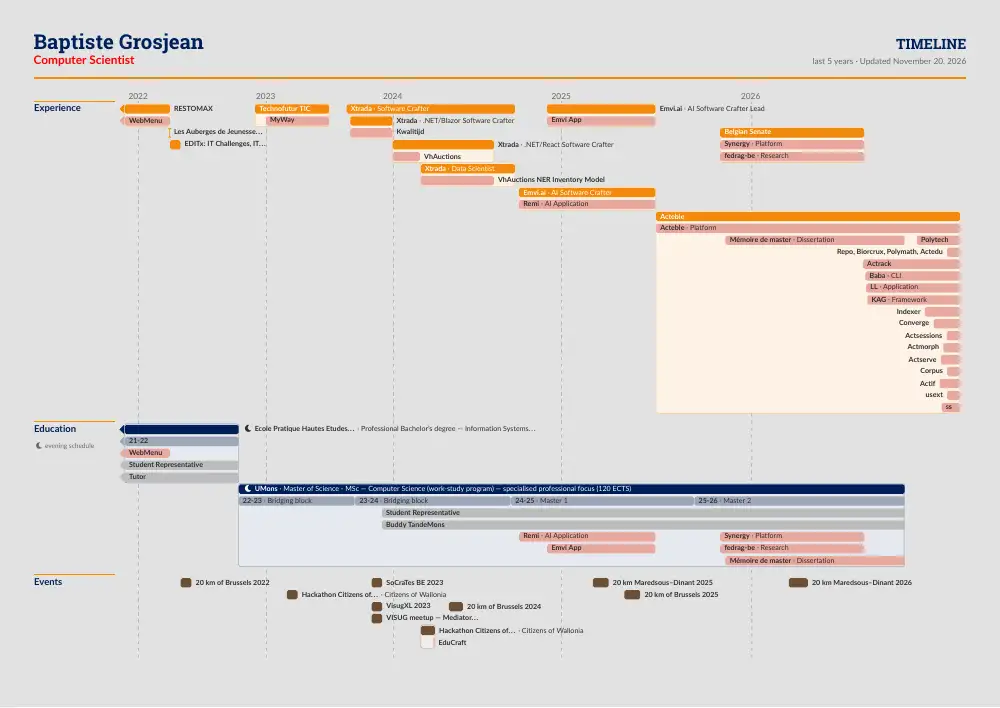 Baptiste Grosjean
Computer Scientist
TIMELINE
last 5 years · Updated November 20, 2026
2022 2023 2024 2025 2026
Experience
RESTOMAX
Technofutur TIC
Xtrada · Software Crafter
Emvi.ai · AI Software Crafter Lead
WebMenu
MyWay
Xtrada · .NET/Blazor Software Crafter
Emvi App
Les Auberges de Jeunesse...
Kwalitijd
Belgian Senate
EDITx: IT Challenges, IT...
Xtrada · .NET/React Software Crafter
Synergy · Platform
VhAuctions
fedrag-be · Research
Xtrada · Data Scientist
VhAuctions NER Inventory Model
Emvi.ai · AI Software Crafter
Remi · AI Application
Acteble
Acteble · Platform
Mémoire de master · Dissertation
Polytech
Repo, Biorcrux, Polymath, Actedu
Actrack
Baba · CLI
LL · Application
KAG · Framework
Indexer
Converge
Actsessions
Actmorph
Actserve
Corpus
Actif
usext
ss
Education
Ecole Pratique Hautes Etudes... · Professional Bachelor's degree — Information Systems...
evening schedule
21-22
WebMenu
Student Representative
Tutor
UMons · Master of Science - MSc — Computer Science (work-study program) — specialised professional focus (120 ECTS)
22-23 · Bridging block
23-24 · Bridging block
24-25 · Master 1
25-26 · Master 2
Student Representative
Buddy TandeMons
Remi · AI Application
Synergy · Platform
Emvi App
fedrag-be · Research
Mémoire de master · Dissertation
Events
20 km of Brussels 2022
SoCraTes BE 2023
20 km Maredsous–Dinant 2025
20 km Maredsous–Dinant 2026
Hackathon Citizens of... · Citizens of Wallonia
20 km of Brussels 2025
VisugXL 2023
20 km of Brussels 2024
VISUG meetup — Mediator...
Hackathon Citizens of... · Citizens of Wallonia
EduCraft